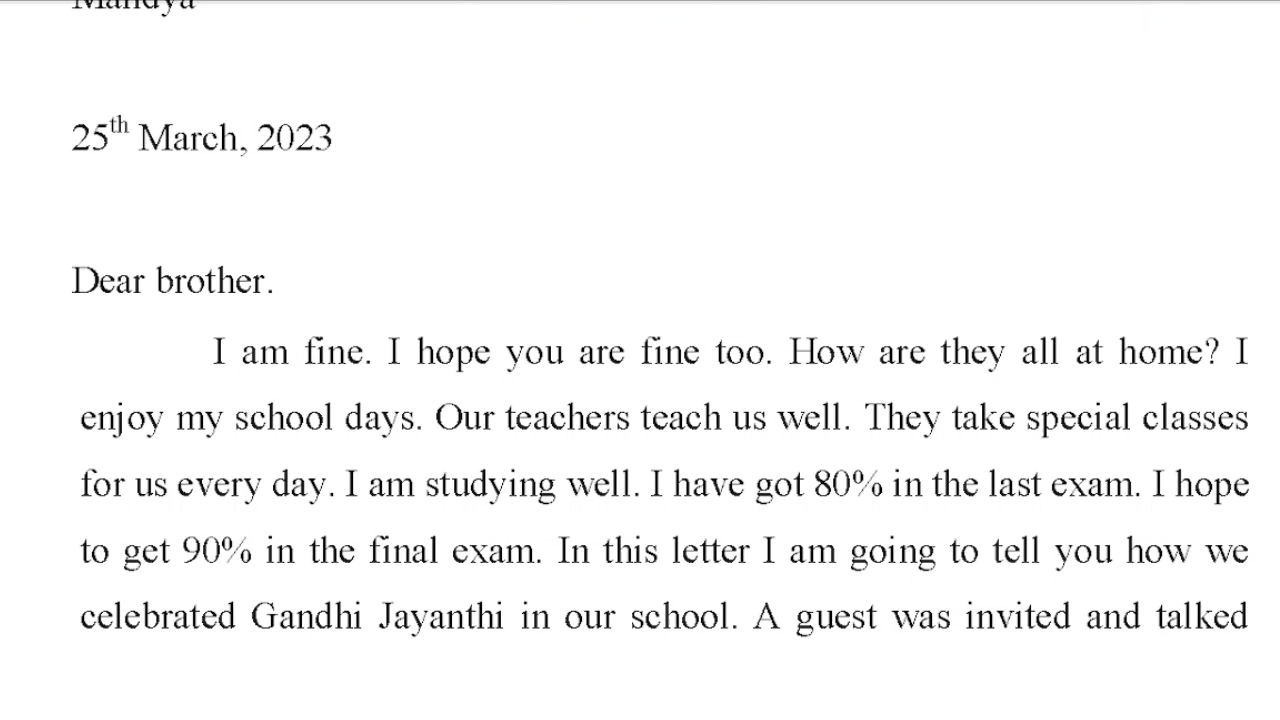 Mandya
25th March, 2023
Dear brother.
I am fine. I hope you are fine too. How are they all at home? I
enjoy my school days. Our teachers teach us well. They take special classes
for us every day. I am studying well. I have got 80% in the last exam. I hope
to get 90% in the final exam. In this letter I am going to tell you how we
celebrated Gandhi Jayanthi in our school. A guest was invited and talked